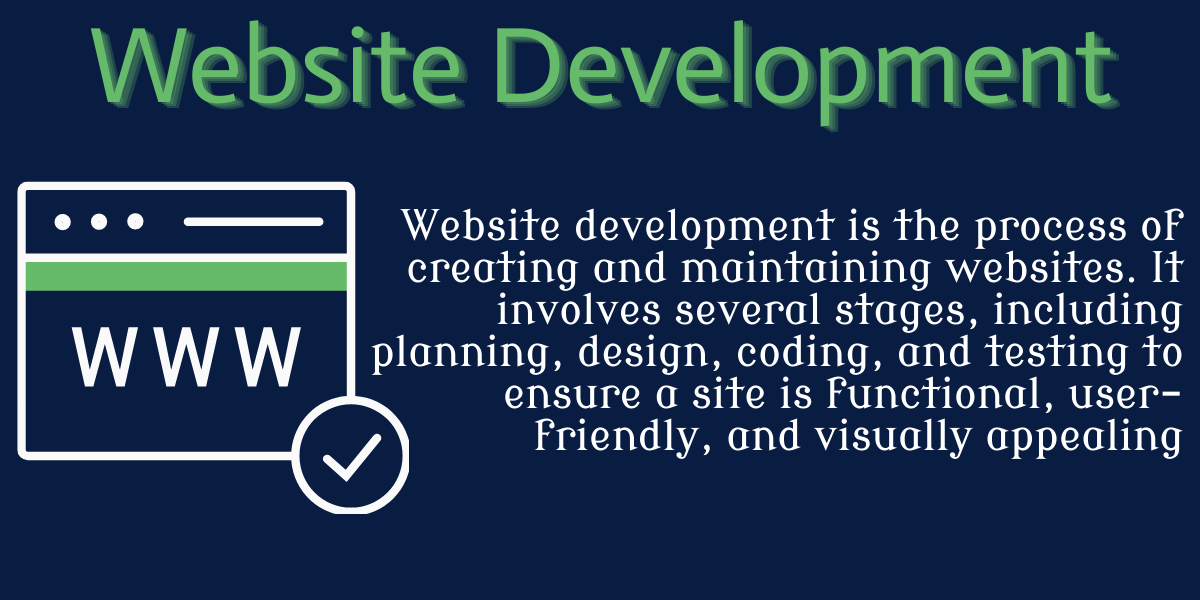 Website Development
WWW
Website development is the process of
creating and maintaining websites. It
involves several stages, including
planning, design, coding, and testing to
ensure a site is functional, user-
friendly, and visually appealing